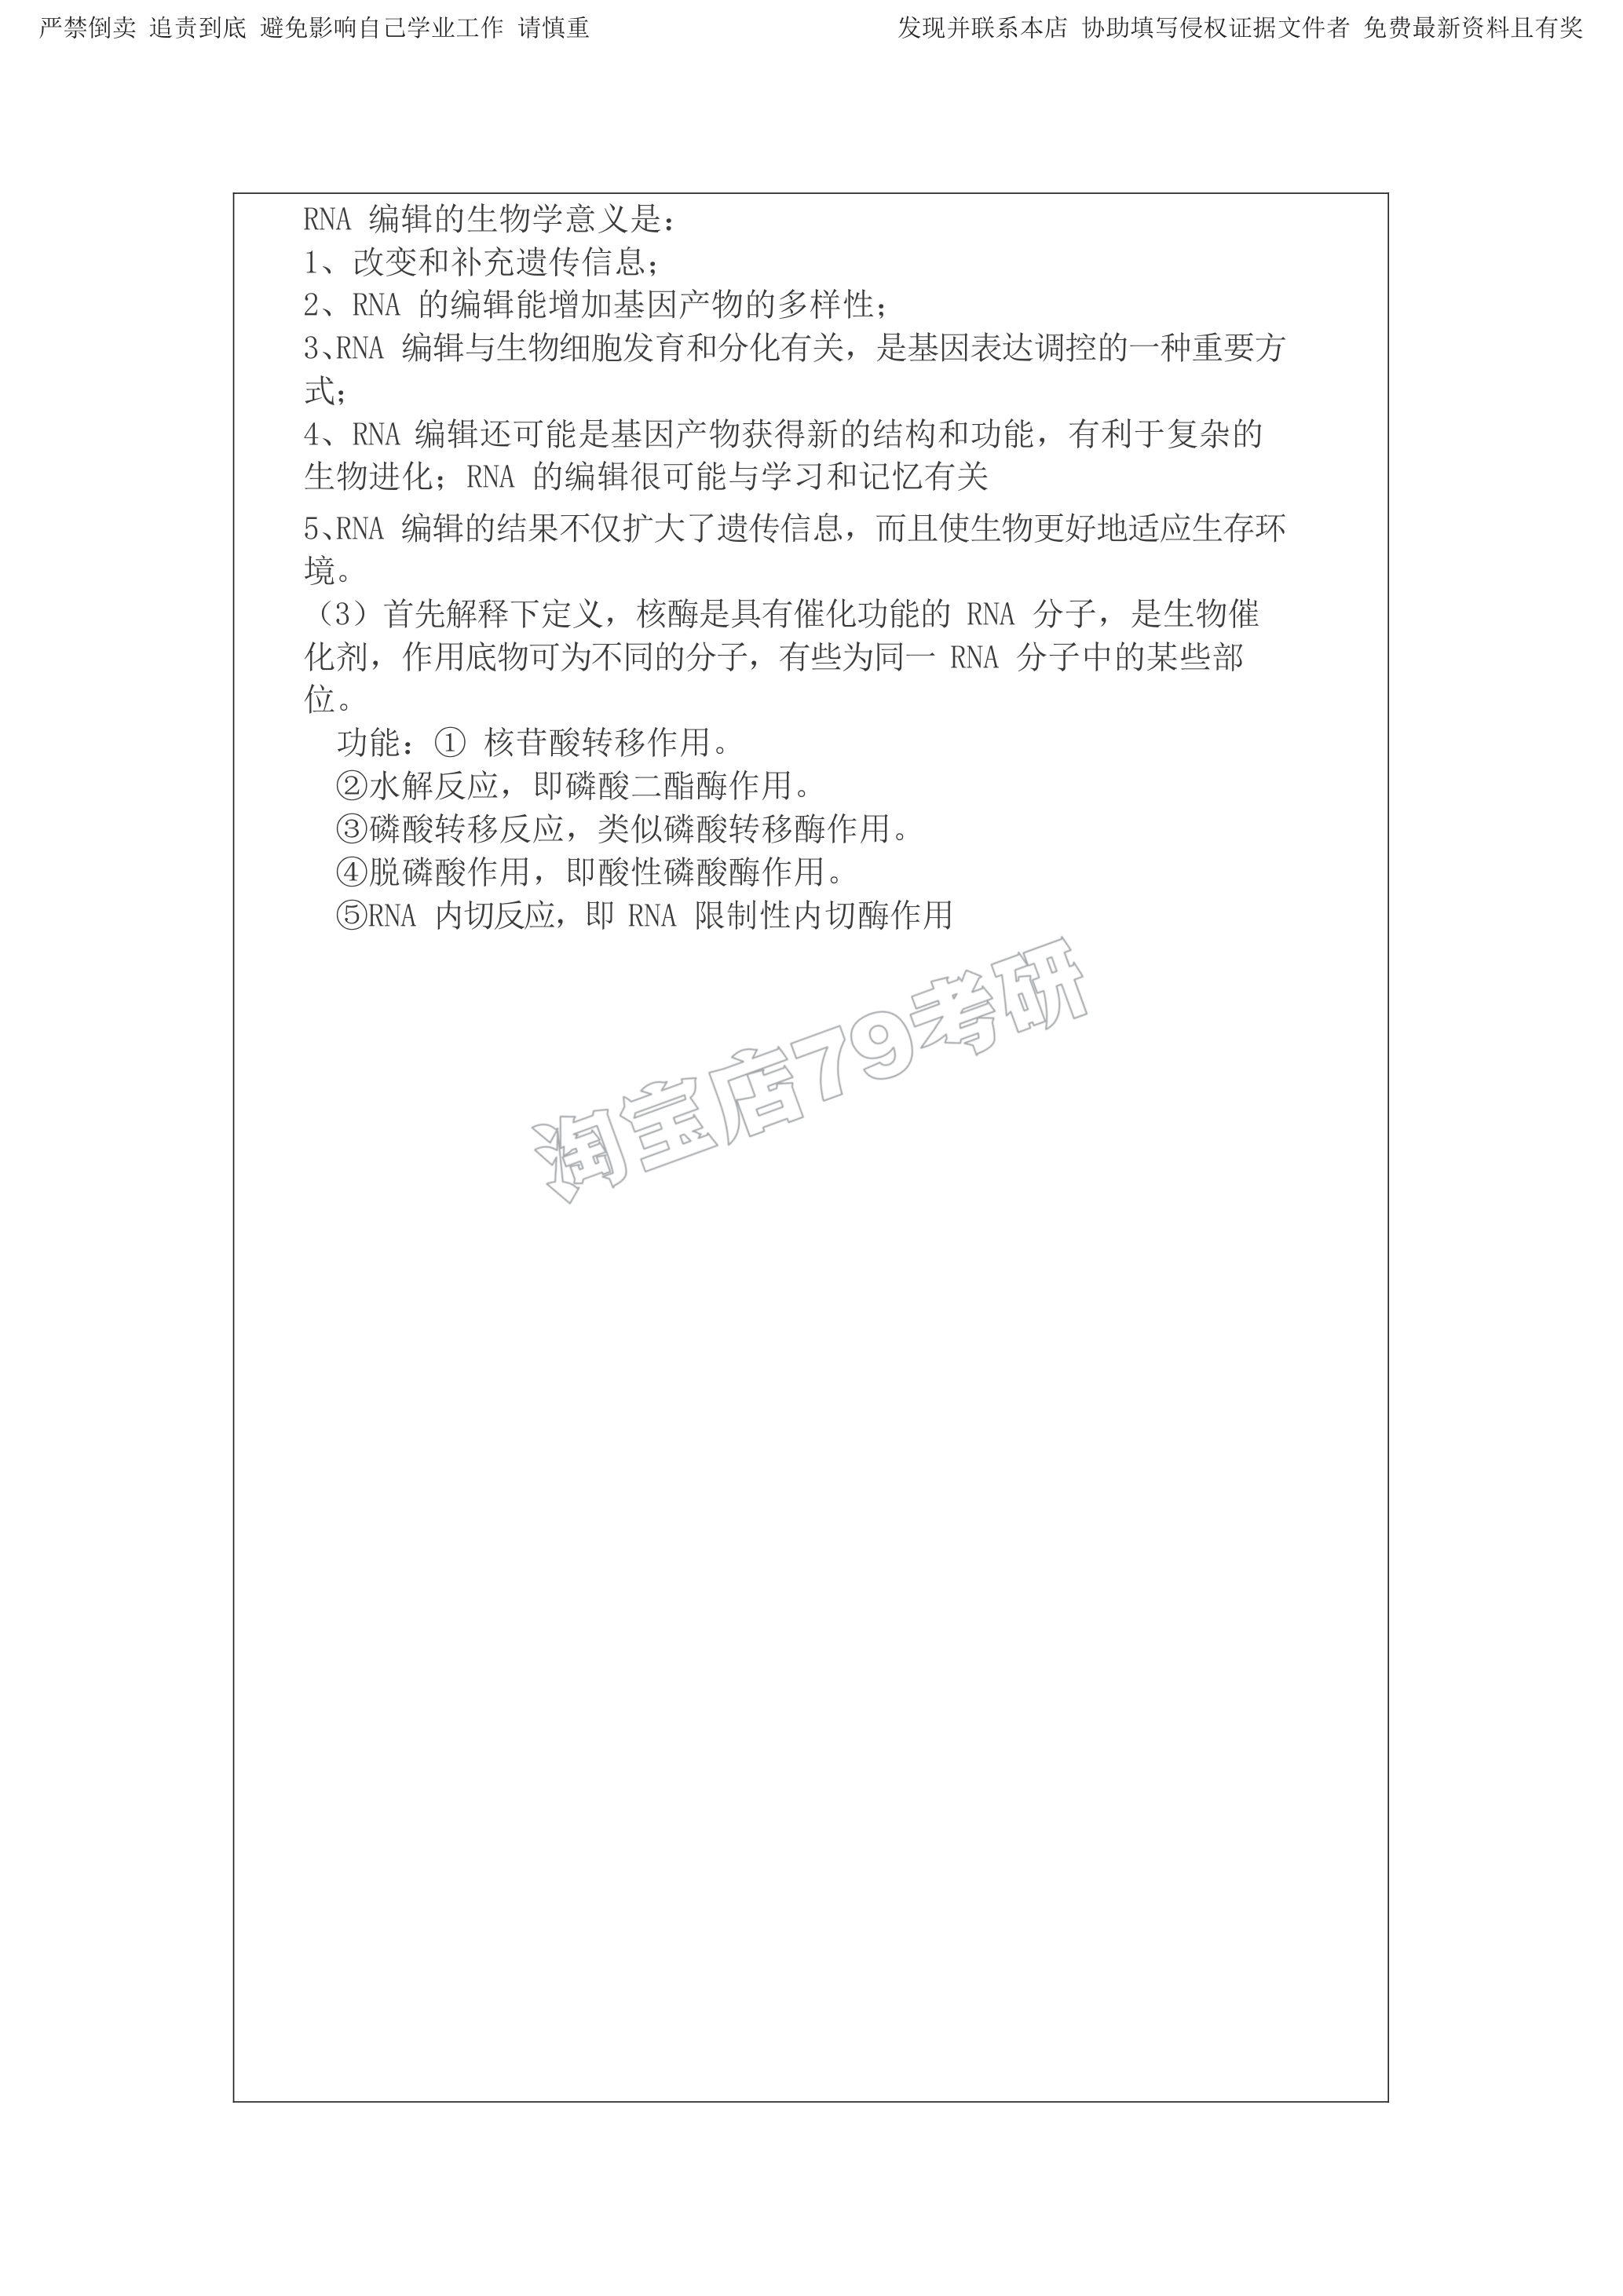 严禁倒卖 追责到底 避免影响自己学业工作 请慎重
发现并联系本店 协助填写侵权证据文件者 免费最新资料且有奖
RNA 编辑的生物学意义是：
1、改变和补充遗传信息；
2、RNA 的编辑能增加基因产物的多样性；
3、RNA 编辑与生物细胞发育和分化有关，是基因表达调控的一种重要方
式；
4、RNA 编辑还可能是基因产物获得新的结构和功能，有利于复杂的
生物进化；RNA 的编辑很可能与学习和记忆有关
5、RNA 编辑的结果不仅扩大了遗传信息，而且使生物更好地适应生存环
境。
（3）首先解释下定义，核酶是具有催化功能的 RNA 分子，是生物催
化剂，作用底物可为不同的分子，有些为同一 RNA 分子中的某些部
位。
功能：① 核苷酸转移作用。
②水解反应，即磷酸二酯酶作用。
③磷酸转移反应，类似磷酸转移酶作用。
④脱磷酸作用，即酸性磷酸酶作用。
⑤RNA 内切反应，即 RNA 限制性内切酶作用
淘宝店79考研